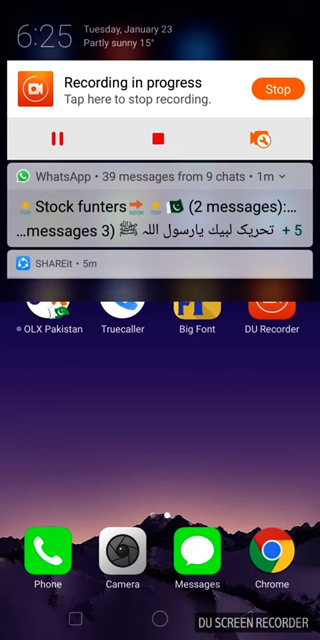 6:25
Tuesday, January 23
Partly sunny 15°
Recording in progress
Tap here to stop recording.
Stop
WhatsApp • 39 messages from 9 chats • 1m
🔝Stock funters🔜🔝🇵🇰 (2 messages):...
...messages 3) تحریک لبیک یارسول اللہ ﷺ + 5
SHAREit • 5m
OLX Pakistan
Truecaller
Big Font
DU Recorder
Phone
Camera
Messages
Chrome
DU SCREEN RECORDER